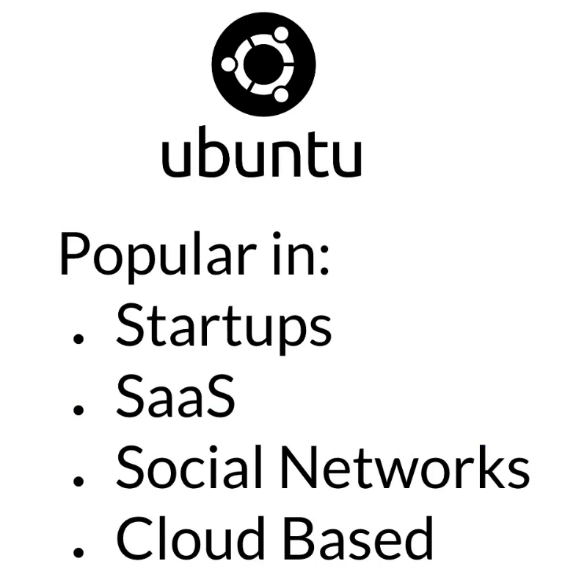 ubuntu
Popular in:
. Startups
. SaaS
. Social Networks
. Cloud Based